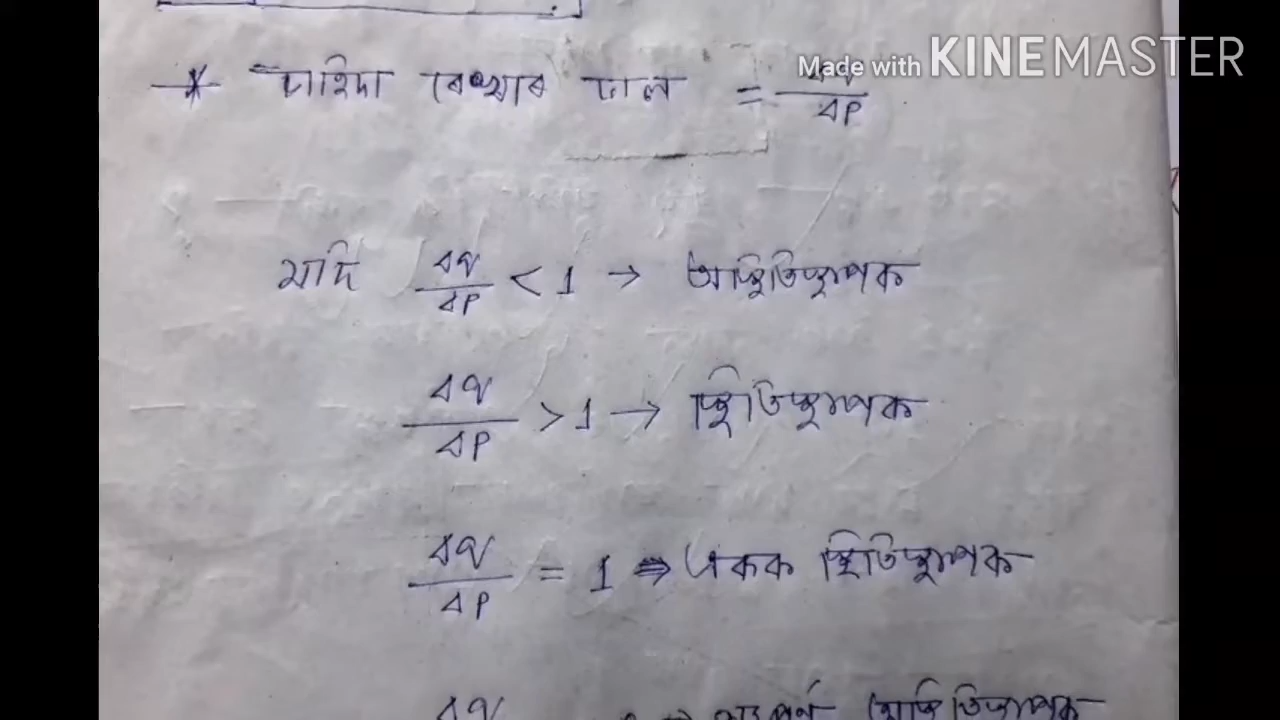 Made with KINEMASTER
* চাহিদা ৰেখাৰ ঢাল = ΔQ/ΔP
যদি ΔQ/ΔP < 1 → অস্থিতিস্থাপক
ΔQ/ΔP > 1 → স্থিতিস্থাপক
ΔQ/ΔP = 1 ⇒ একক স্থিতিস্থাপক
ΔQ